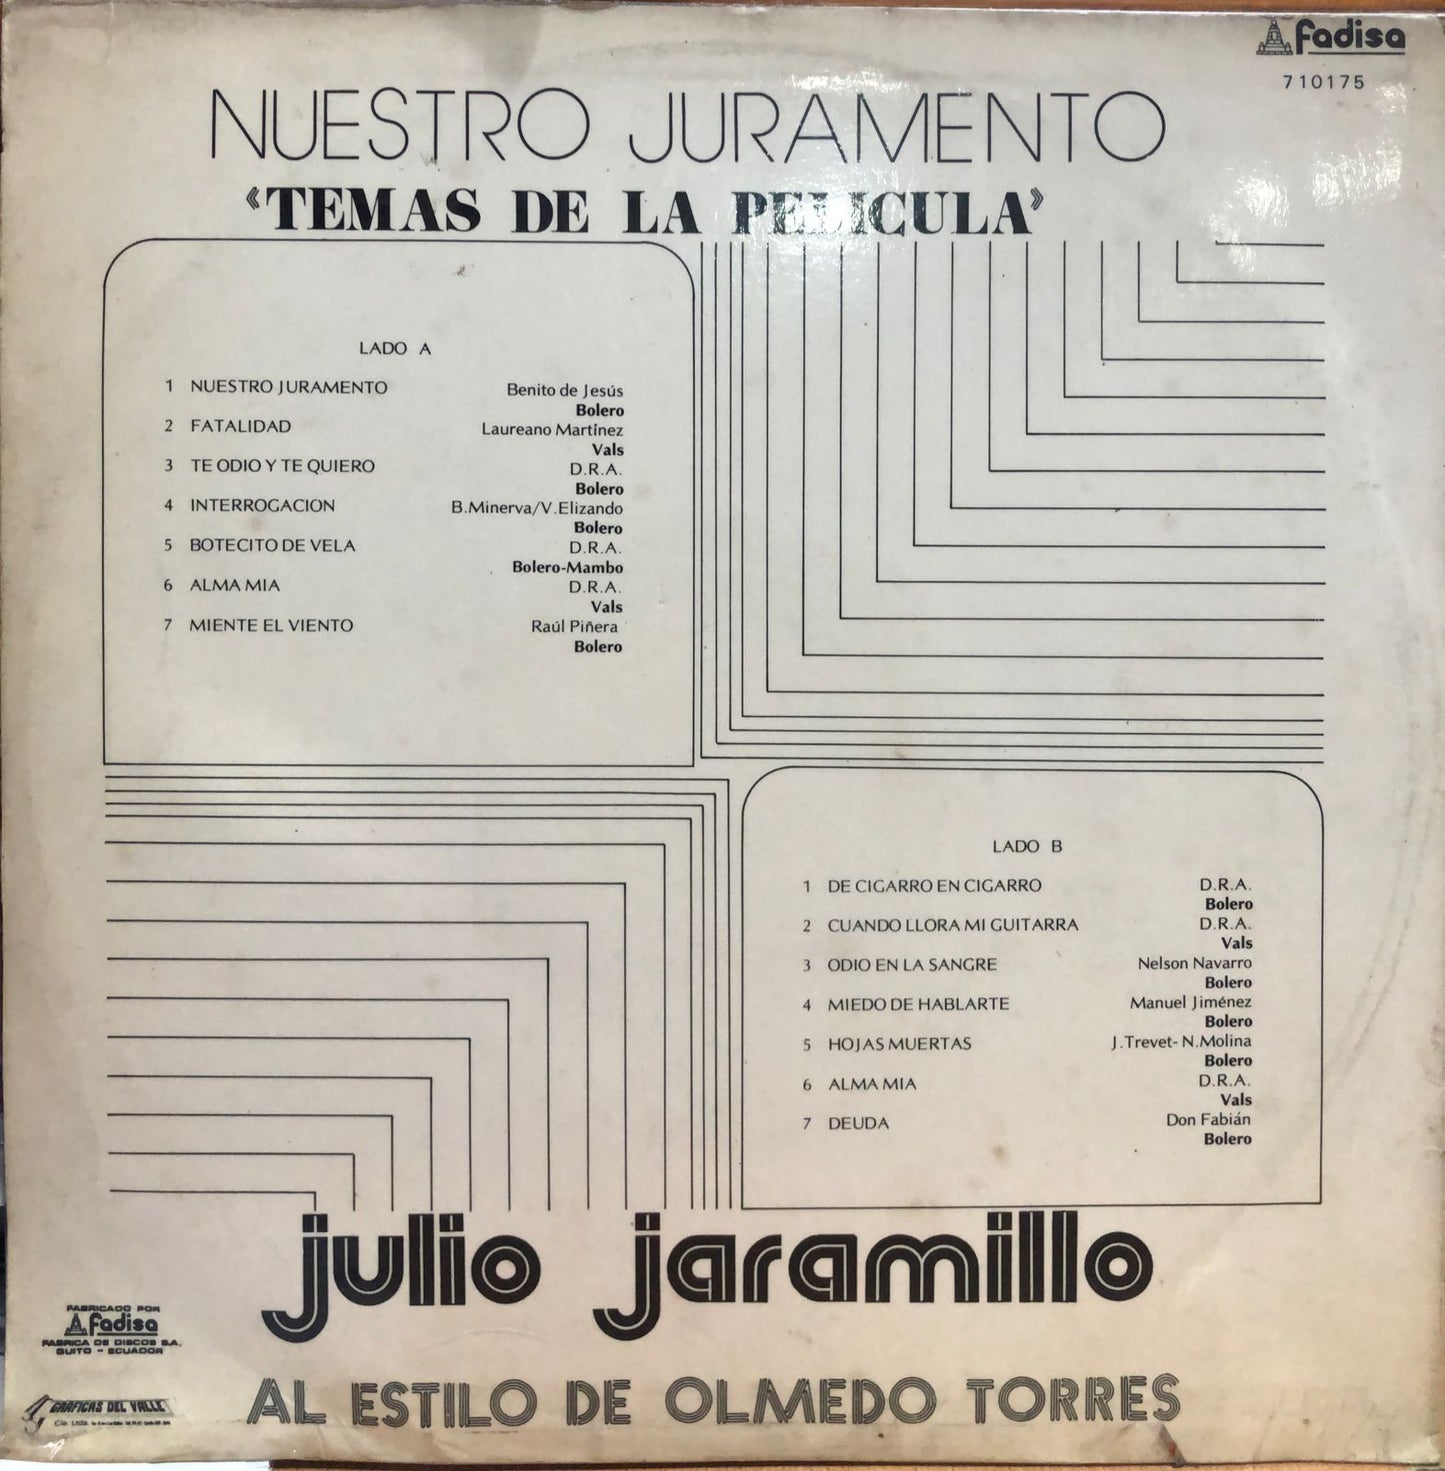 fadisa
710175
NUESTRO JURAMENTO
«TEMAS DE LA PELICULA»
LADO A
1 NUESTRO JURAMENTO Benito de Jesús
Bolero
2 FATALIDAD Laureano Martinez
Vals
3 TE ODIO Y TE QUIERO D.R.A.
Bolero
4 INTERROGACION B.Minerva/V.Elizando
Bolero
5 BOTECITO DE VELA D.R.A.
Bolero-Mambo
6 ALMA MIA D.R.A.
Vals
7 MIENTE EL VIENTO Raúl Piñera
Bolero
LADO B
1 DE CIGARRO EN CIGARRO D.R.A.
Bolero
2 CUANDO LLORA MI GUITARRA D.R.A.
Vals
3 ODIO EN LA SANGRE Nelson Navarro
Bolero
4 MIEDO DE HABLARTE Manuel Jiménez
Bolero
5 HOJAS MUERTAS J.Trevet- N.Molina
Bolero
6 ALMA MIA D.R.A.
Vals
7 DEUDA Don Fabián
Bolero
julio jaramillo
AL ESTILO DE OLMEDO TORRES
FABRICADO POR
fadisa
FABRICA DE DISCOS S.A.
QUITO - ECUADOR
GRAFICAS DEL VALLE
Cia. Ltda.